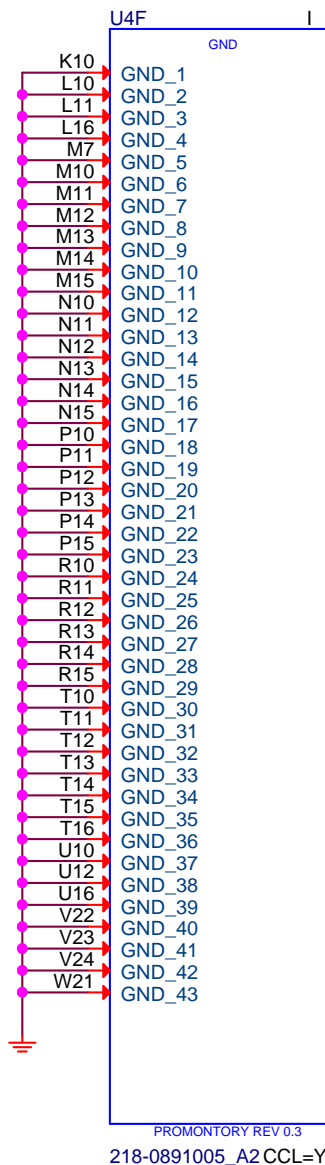 U4F I
GND
K10 GND_1
L10 GND_2
L11 GND_3
L16 GND_4
M7 GND_5
M10 GND_6
M11 GND_7
M12 GND_8
M13 GND_9
M14 GND_10
M15 GND_11
N10 GND_12
N11 GND_13
N12 GND_14
N13 GND_15
N14 GND_16
N15 GND_17
P10 GND_18
P11 GND_19
P12 GND_20
P13 GND_21
P14 GND_22
P15 GND_23
R10 GND_24
R11 GND_25
R12 GND_26
R13 GND_27
R14 GND_28
R15 GND_29
T10 GND_30
T11 GND_31
T12 GND_32
T13 GND_33
T14 GND_34
T15 GND_35
T16 GND_36
U10 GND_37
U12 GND_38
U16 GND_39
V22 GND_40
V23 GND_41
V24 GND_42
W21 GND_43
PROMONTORY REV 0.3
218-0891005_A2 CCL=Y